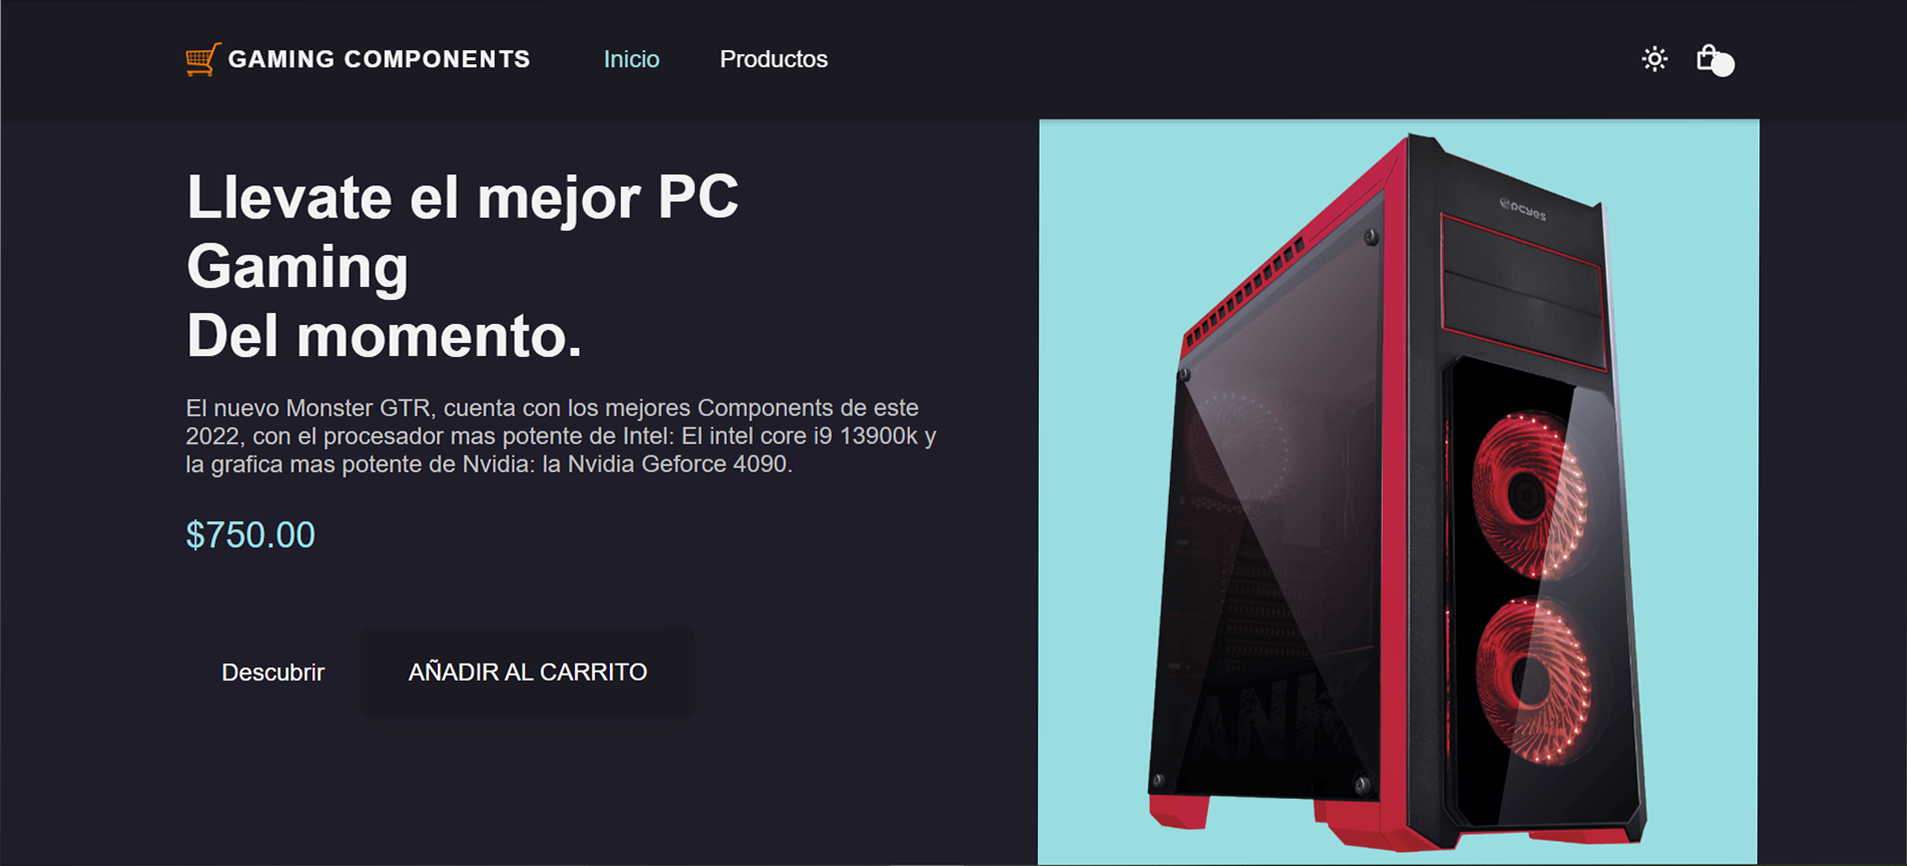 GAMING COMPONENTS Inicio Productos
Llevate el mejor PC
Gaming
Del momento.
El nuevo Monster GTR, cuenta con los mejores Components de este
2022, con el procesador mas potente de Intel: El intel core i9 13900k y
la grafica mas potente de Nvidia: la Nvidia Geforce 4090.
$750.00
Descubrir AÑADIR AL CARRITO
pcyes
TANK